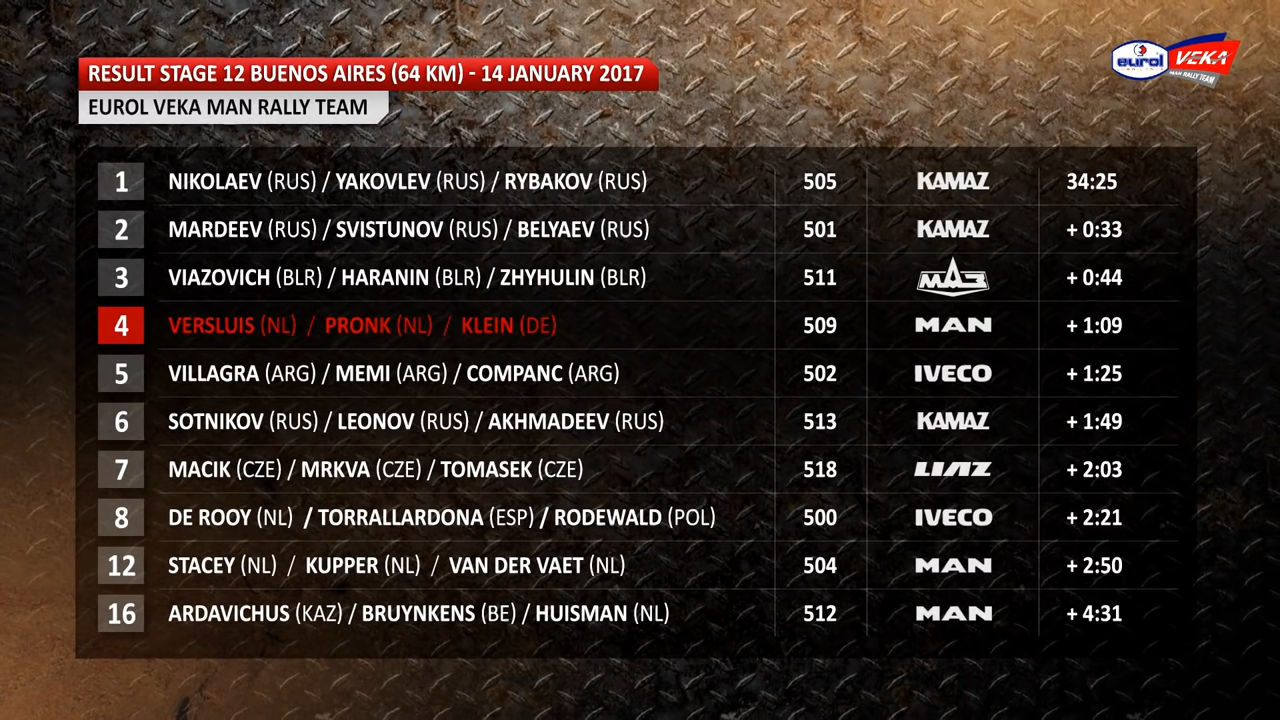 RESULT STAGE 12 BUENOS AIRES (64 KM) - 14 JANUARY 2017
EUROL VEKA MAN RALLY TEAM
eurol VEKA
MAN RALLY TEAM
1 NIKOLAEV (RUS) / YAKOVLEV (RUS) / RYBAKOV (RUS) 505 KAMAZ 34:25
2 MARDEEV (RUS) / SVISTUNOV (RUS) / BELYAEV (RUS) 501 KAMAZ + 0:33
3 VIAZOVICH (BLR) / HARANIN (BLR) / ZHYHULIN (BLR) 511 МАЗ + 0:44
4 VERSLUIS (NL) / PRONK (NL) / KLEIN (DE) 509 MAN + 1:09
5 VILLAGRA (ARG) / MEMI (ARG) / COMPANC (ARG) 502 IVECO + 1:25
6 SOTNIKOV (RUS) / LEONOV (RUS) / AKHMADEEV (RUS) 513 KAMAZ + 1:49
7 MACIK (CZE) / MRKVA (CZE) / TOMASEK (CZE) 518 LIAZ + 2:03
8 DE ROOY (NL) / TORRALLARDONA (ESP) / RODEWALD (POL) 500 IVECO + 2:21
12 STACEY (NL) / KUPPER (NL) / VAN DER VAET (NL) 504 MAN + 2:50
16 ARDAVICHUS (KAZ) / BRUYNKENS (BE) / HUISMAN (NL) 512 MAN + 4:31